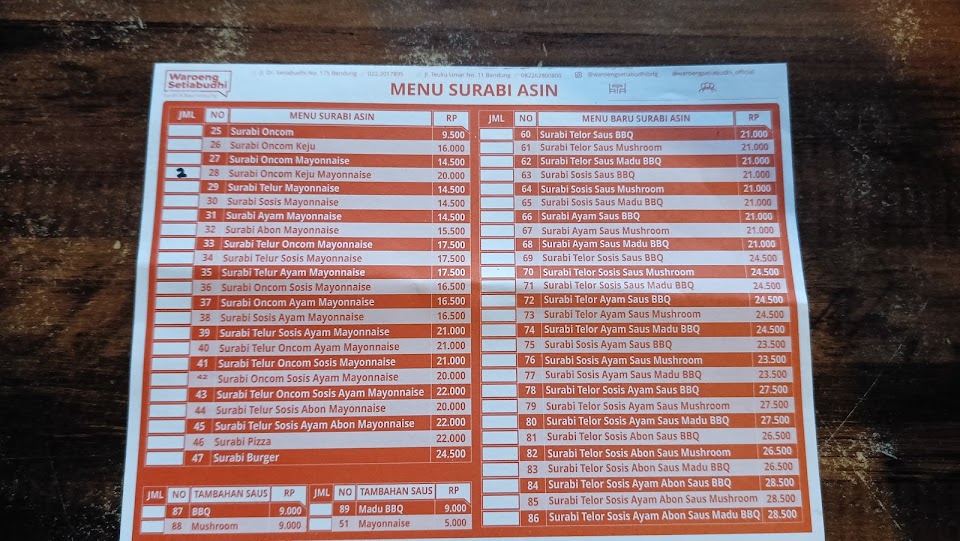 Waroeng
Setiabudhi
Jl. Dr. Setiabudhi No. 175 Bandung 022.2017895 Jl. Teuku Umar No. 11 Bandung 082262800800 @waroengsetiabudhibdg @waroengsetiabudhi_official
MENU SURABI ASIN
JML NO MENU SURABI ASIN RP
25 Surabi Oncom 9.500
26 Surabi Oncom Keju 16.000
27 Surabi Oncom Mayonnaise 14.500
2 28 Surabi Oncom Keju Mayonnaise 20.000
29 Surabi Telur Mayonnaise 14.500
30 Surabi Sosis Mayonnaise 14.500
31 Surabi Ayam Mayonnaise 14.500
32 Surabi Abon Mayonnaise 15.500
33 Surabi Telur Oncom Mayonnaise 17.500
34 Surabi Telur Sosis Mayonnaise 17.500
35 Surabi Telur Ayam Mayonnaise 17.500
36 Surabi Oncom Sosis Mayonnaise 16.500
37 Surabi Oncom Ayam Mayonnaise 16.500
38 Surabi Sosis Ayam Mayonnaise 16.500
39 Surabi Telur Sosis Ayam Mayonnaise 21.000
40 Surabi Telur Oncom Ayam Mayonnaise 21.000
41 Surabi Telur Oncom Sosis Mayonnaise 21.000
42 Surabi Oncom Sosis Ayam Mayonnaise 20.000
43 Surabi Telur Oncom Sosis Ayam Mayonnaise 22.000
44 Surabi Telur Sosis Abon Mayonnaise 20.000
45 Surabi Telur Sosis Ayam Abon Mayonnaise 22.000
46 Surabi Pizza 22.000
47 Surabi Burger 24.500
JML NO TAMBAHAN SAUS RP
87 BBQ 9.000
88 Mushroom 9.000
JML NO TAMBAHAN SAUS RP
89 Madu BBQ 9.000
51 Mayonnaise 5.000
JML NO MENU BARU SURABI ASIN RP
60 Surabi Telor Saus BBQ 21.000
61 Surabi Telor Saus Mushroom 21.000
62 Surabi Telor Saus Madu BBQ 21.000
63 Surabi Sosis Saus BBQ 21.000
64 Surabi Sosis Saus Mushroom 21.000
65 Surabi Sosis Saus Madu BBQ 21.000
66 Surabi Ayam Saus BBQ 21.000
67 Surabi Ayam Saus Mushroom 21.000
68 Surabi Ayam Saus Madu BBQ 21.000
69 Surabi Telor Sosis Saus BBQ 24.500
70 Surabi Telor Sosis Saus Mushroom 24.500
71 Surabi Telor Sosis Saus Madu BBQ 24.500
72 Surabi Telor Ayam Saus BBQ 24.500
73 Surabi Telor Ayam Saus Mushroom 24.500
74 Surabi Telor Ayam Saus Madu BBQ 24.500
75 Surabi Sosis Ayam Saus BBQ 23.500
76 Surabi Sosis Ayam Saus Mushroom 23.500
77 Surabi Sosis Ayam Saus Madu BBQ 23.500
78 Surabi Telor Sosis Ayam Saus BBQ 27.500
79 Surabi Telor Sosis Ayam Saus Mushroom 27.500
80 Surabi Telor Sosis Ayam Saus Madu BBQ 27.500
81 Surabi Telor Sosis Abon Saus BBQ 26.500
82 Surabi Telor Sosis Abon Saus Mushroom 26.500
83 Surabi Telor Sosis Abon Saus Madu BBQ 26.500
84 Surabi Telor Sosis Ayam Abon Saus BBQ 28.500
85 Surabi Telor Sosis Ayam Abon Saus Mushroom 28.500
86 Surabi Telor Sosis Ayam Abon Saus Madu BBQ 28.500